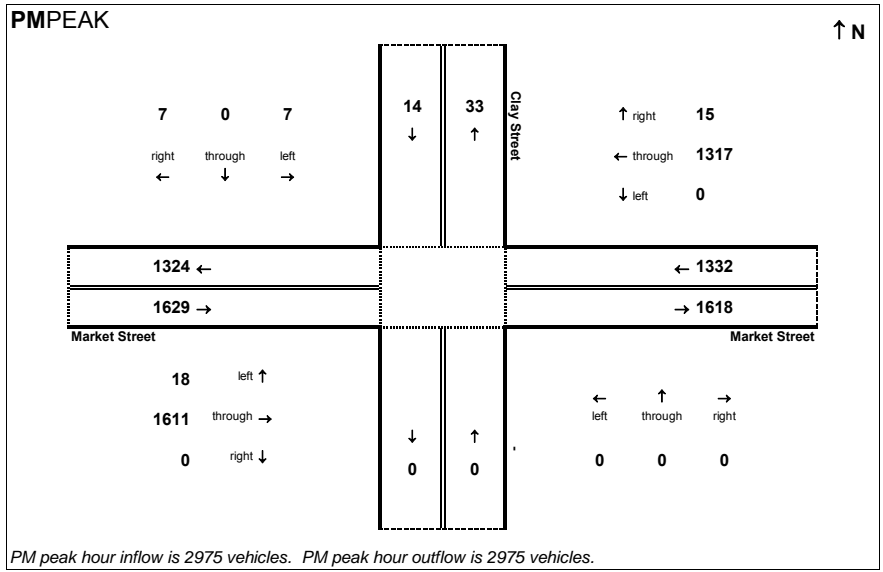 PMPEAK
↑ N
14 33
↓ ↑
Clay Street
7 0 7
right through left
← ↓ →
↑ right 15
← through 1317
↓ left 0
1324 ←
← 1332
1629 →
→ 1618
Market Street
Market Street
18 left ↑
1611 through →
0 right ↓
↓ ↑
0 0
← ↑ →
left through right
0 0 0
PM peak hour inflow is 2975 vehicles. PM peak hour outflow is 2975 vehicles.